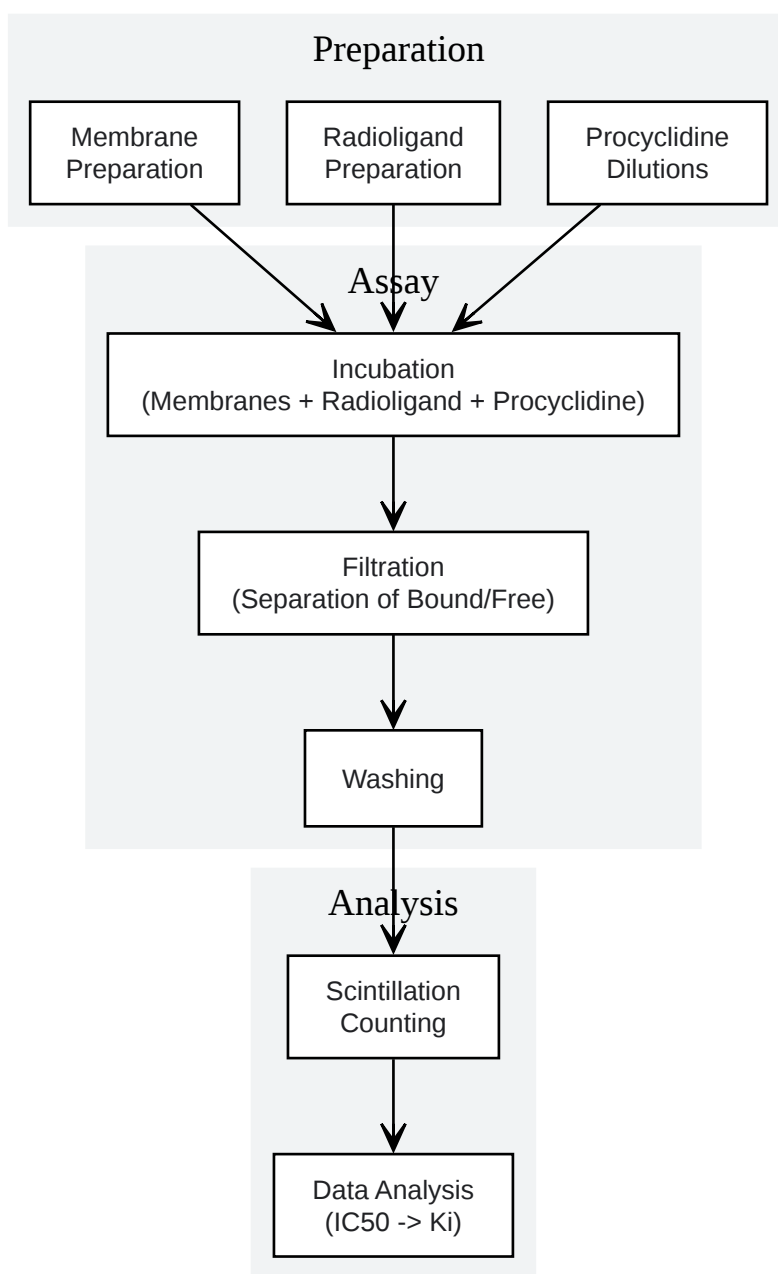 Preparation
Membrane
Preparation
Radioligand
Preparation
Procyclidine
Dilutions
Assay
Incubation
(Membranes + Radioligand + Procyclidine)
Filtration
(Separation of Bound/Free)
Washing
Analysis
Scintillation
Counting
Data Analysis
(IC50 -> Ki)